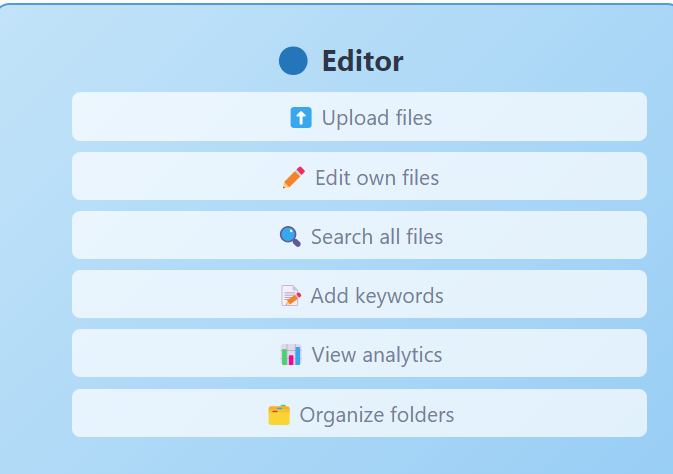 Editor
Upload files
Edit own files
Search all files
Add keywords
View analytics
Organize folders